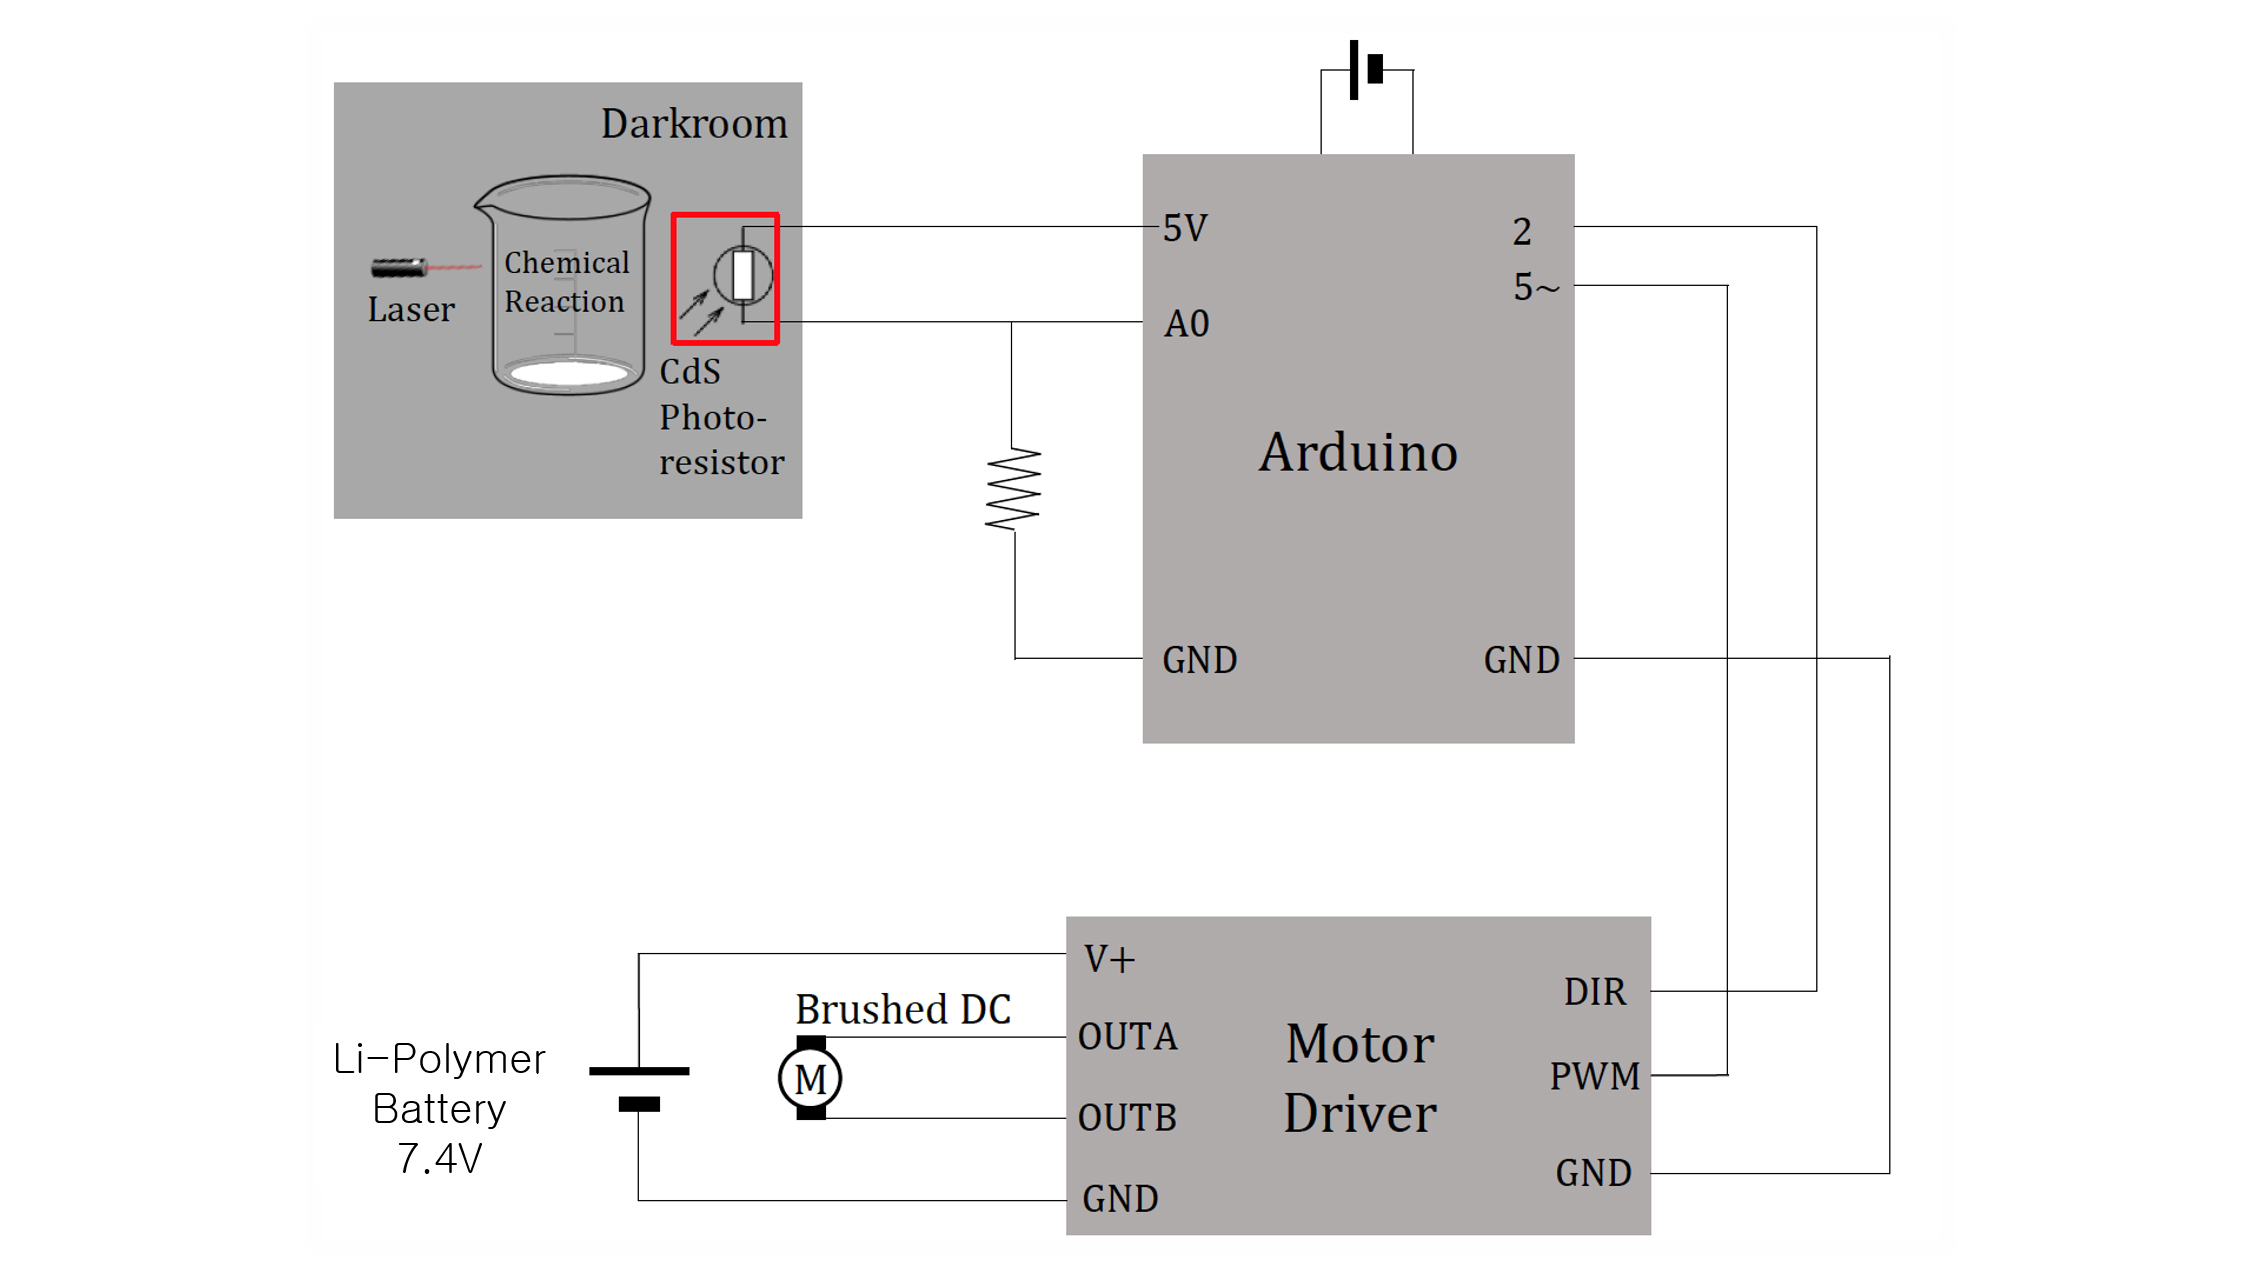 Darkroom
Laser
Chemical
Reaction
CdS
Photo-
resistor
5V
A0
GND
Arduino
2
5~
GND
Li-Polymer
Battery
7.4V
Brushed DC
M
V+
OUTA
OUTB
GND
Motor
Driver
DIR
PWM
GND